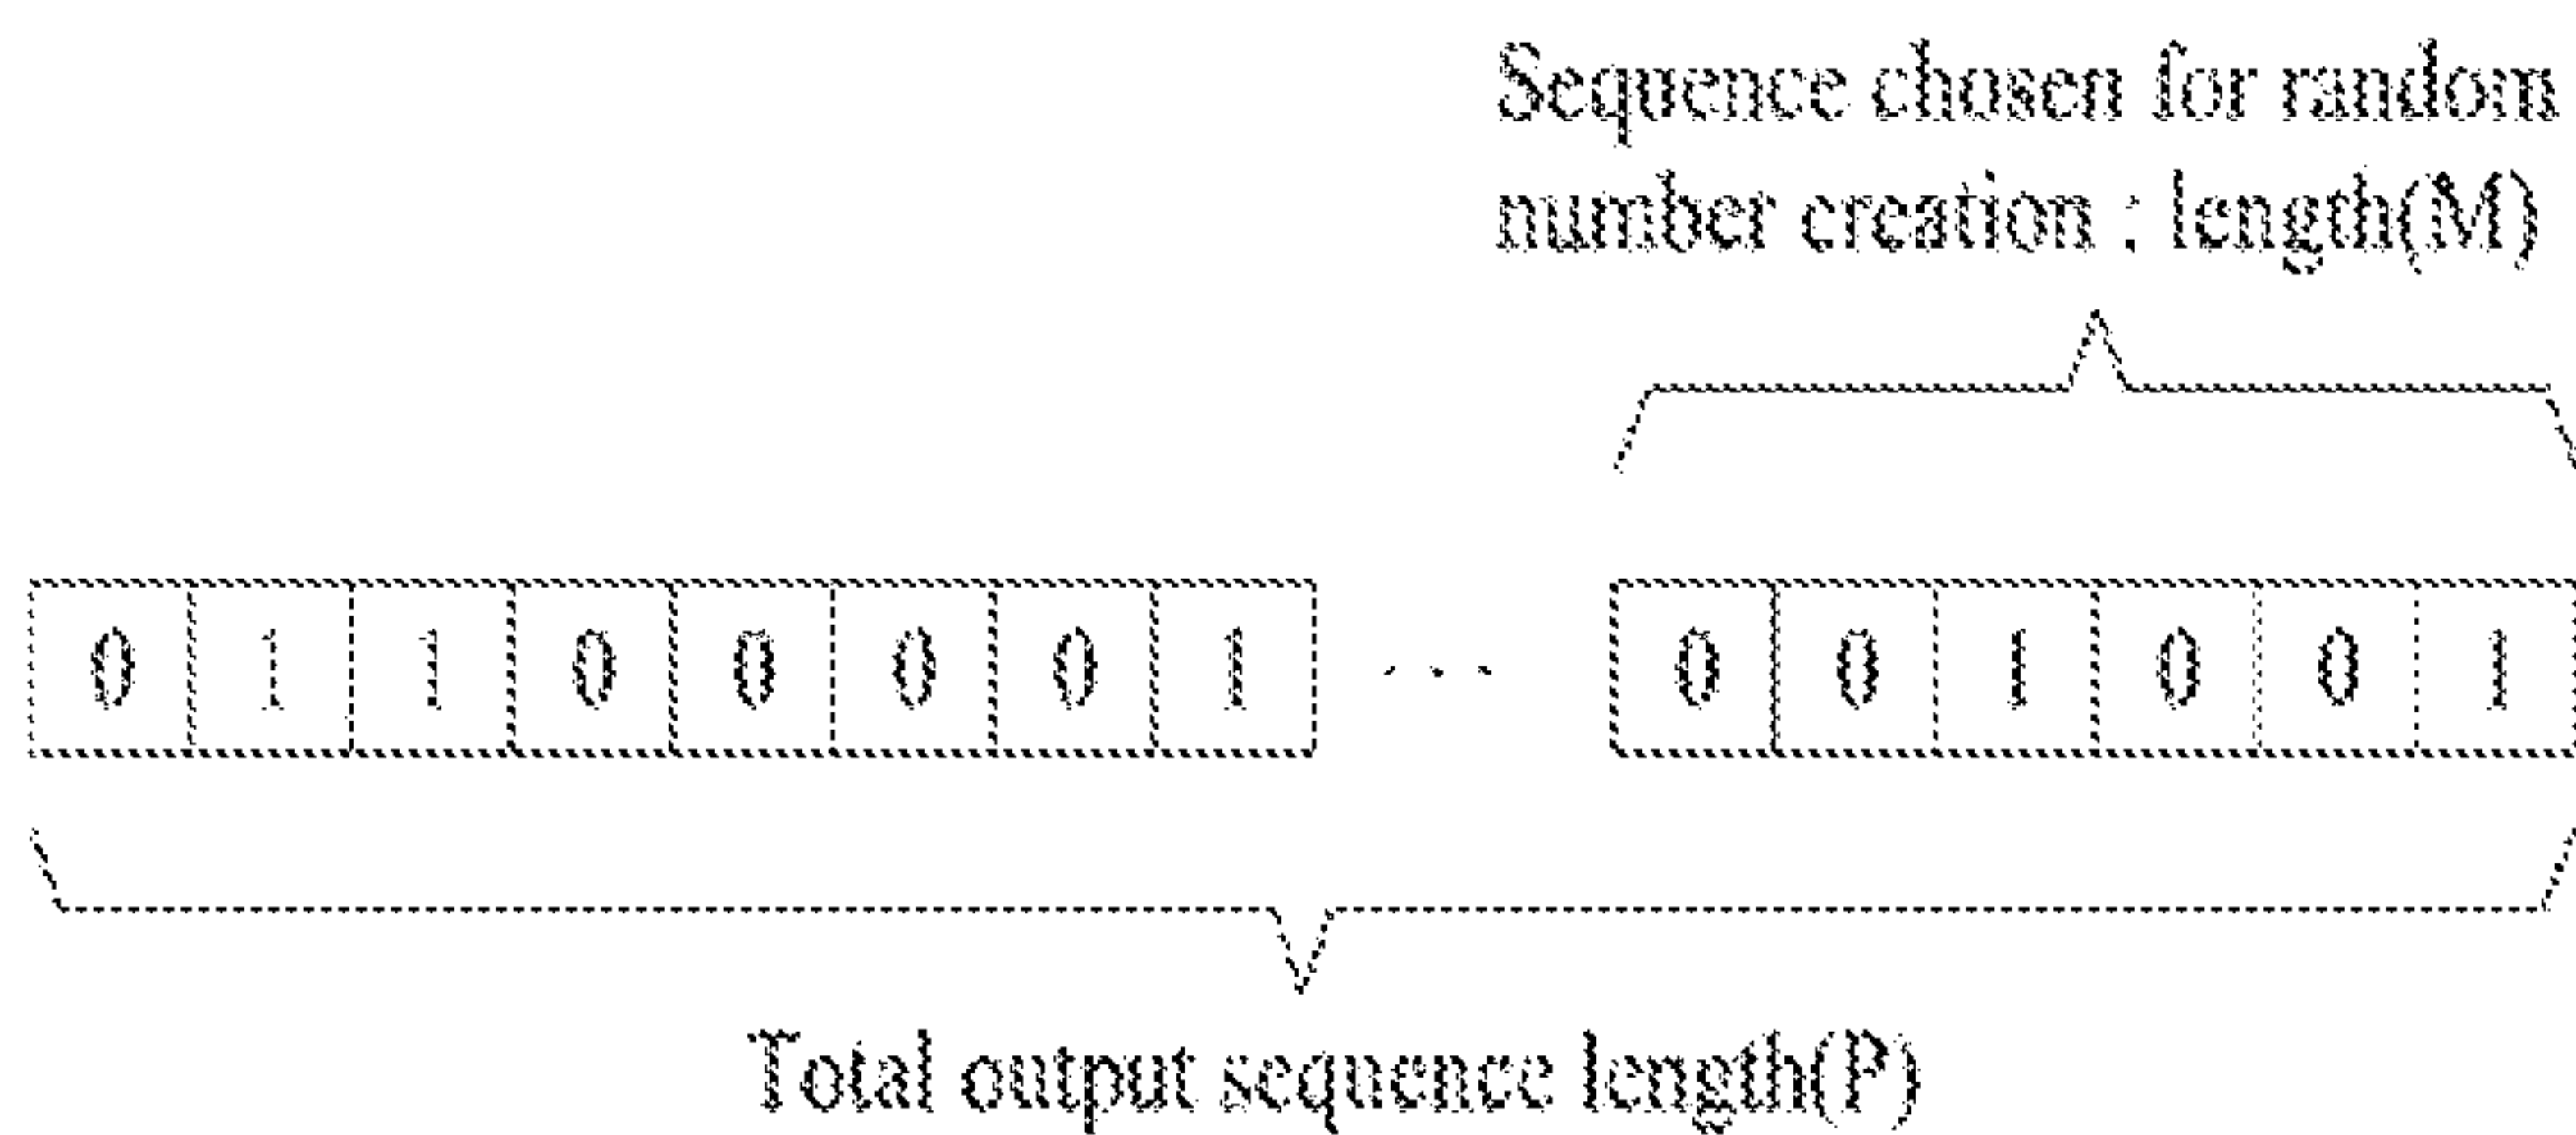 Sequence chosen for random
number creation : length(M)
0 1 1 0 0 0 0 1 ... 0 0 1 0 0 1
Total output sequence length(P)